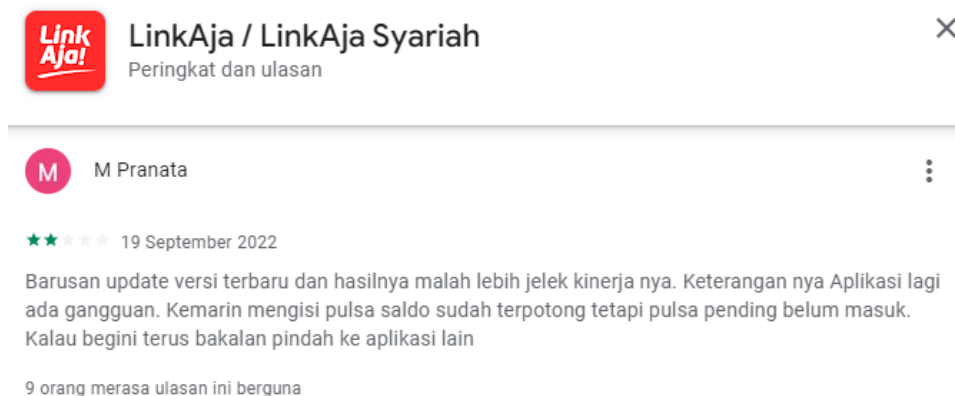 Link
Aja!
LinkAja / LinkAja Syariah
Peringkat dan ulasan
M
M Pranata
19 September 2022
Barusan update versi terbaru dan hasilnya malah lebih jelek kinerja nya. Keterangan nya Aplikasi lagi
ada gangguan. Kemarin mengisi pulsa saldo sudah terpotong tetapi pulsa pending belum masuk.
Kalau begini terus bakalan pindah ke aplikasi lain
9 orang merasa ulasan ini berguna